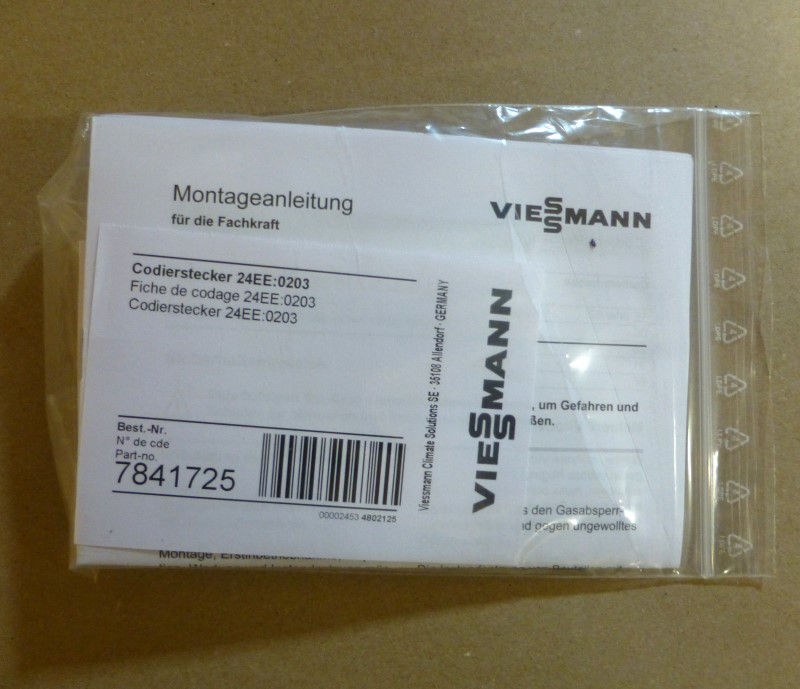 Montageanleitung
für die Fachkraft
VIESSMANN
Codierstecker 24EE:0203
Fiche de codage 24EE:0203
Codierstecker 24EE:0203
Best.-Nr.
N° de cde
Part-no.
7841725
00002453 4802125
Viessmann Climate Solutions SE · 35108 Allendorf · GERMANY
VIESSMANN
, um Gefahren und
ßen.
s den Gasabsperr-
nd gegen ungewolltes
Montage,